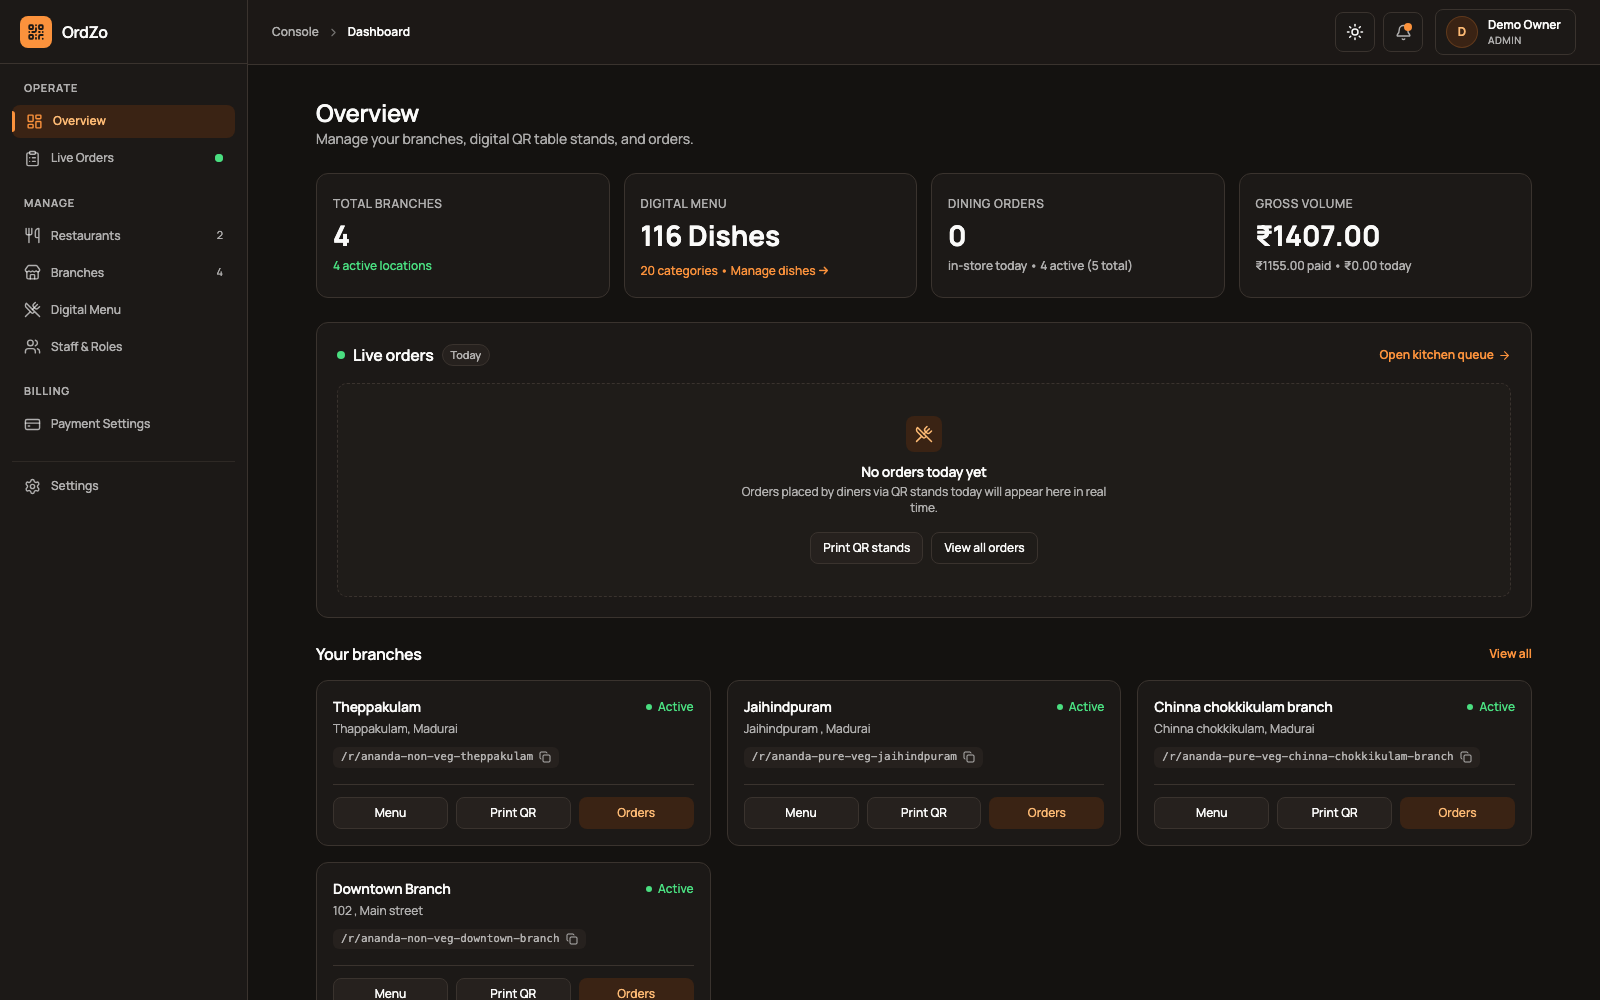 OrdZo
Console > Dashboard
D
Demo Owner
ADMIN
OPERATE
Overview
Live Orders
MANAGE
Restaurants 2
Branches 4
Digital Menu
Staff & Roles
BILLING
Payment Settings
Settings
Overview
Manage your branches, digital QR table stands, and orders.
TOTAL BRANCHES
4
4 active locations
DIGITAL MENU
116 Dishes
20 categories • Manage dishes →
DINING ORDERS
0
in-store today • 4 active (5 total)
GROSS VOLUME
₹1407.00
₹1155.00 paid • ₹0.00 today
Live orders Today
Open kitchen queue →
No orders today yet
Orders placed by diners via QR stands today will appear here in real
time.
Print QR stands View all orders
Your branches
View all
Theppakulam Active
Thappakulam, Madurai
/r/ananda-non-veg-theppakulam
Menu Print QR Orders
Jaihindpuram Active
Jaihindpuram , Madurai
/r/ananda-pure-veg-jaihindpuram
Menu Print QR Orders
Chinna chokkikulam branch Active
Chinna chokkikulam, Madurai
/r/ananda-pure-veg-chinna-chokkikulam-branch
Menu Print QR Orders
Downtown Branch Active
102 , Main street
/r/ananda-non-veg-downtown-branch
Menu Print QR Orders